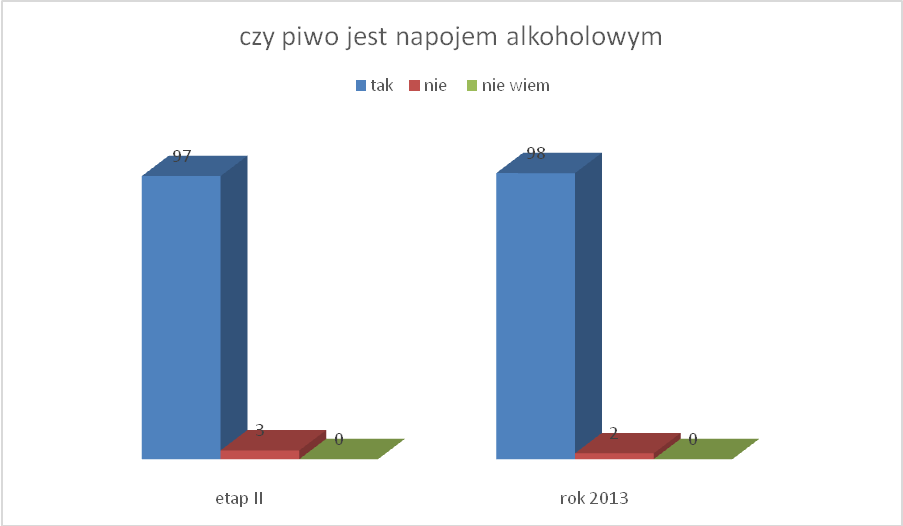 czy piwo jest napojem alkoholowym
tak nie nie wiem
97 98
3 0 2 0
etap II rok 2013